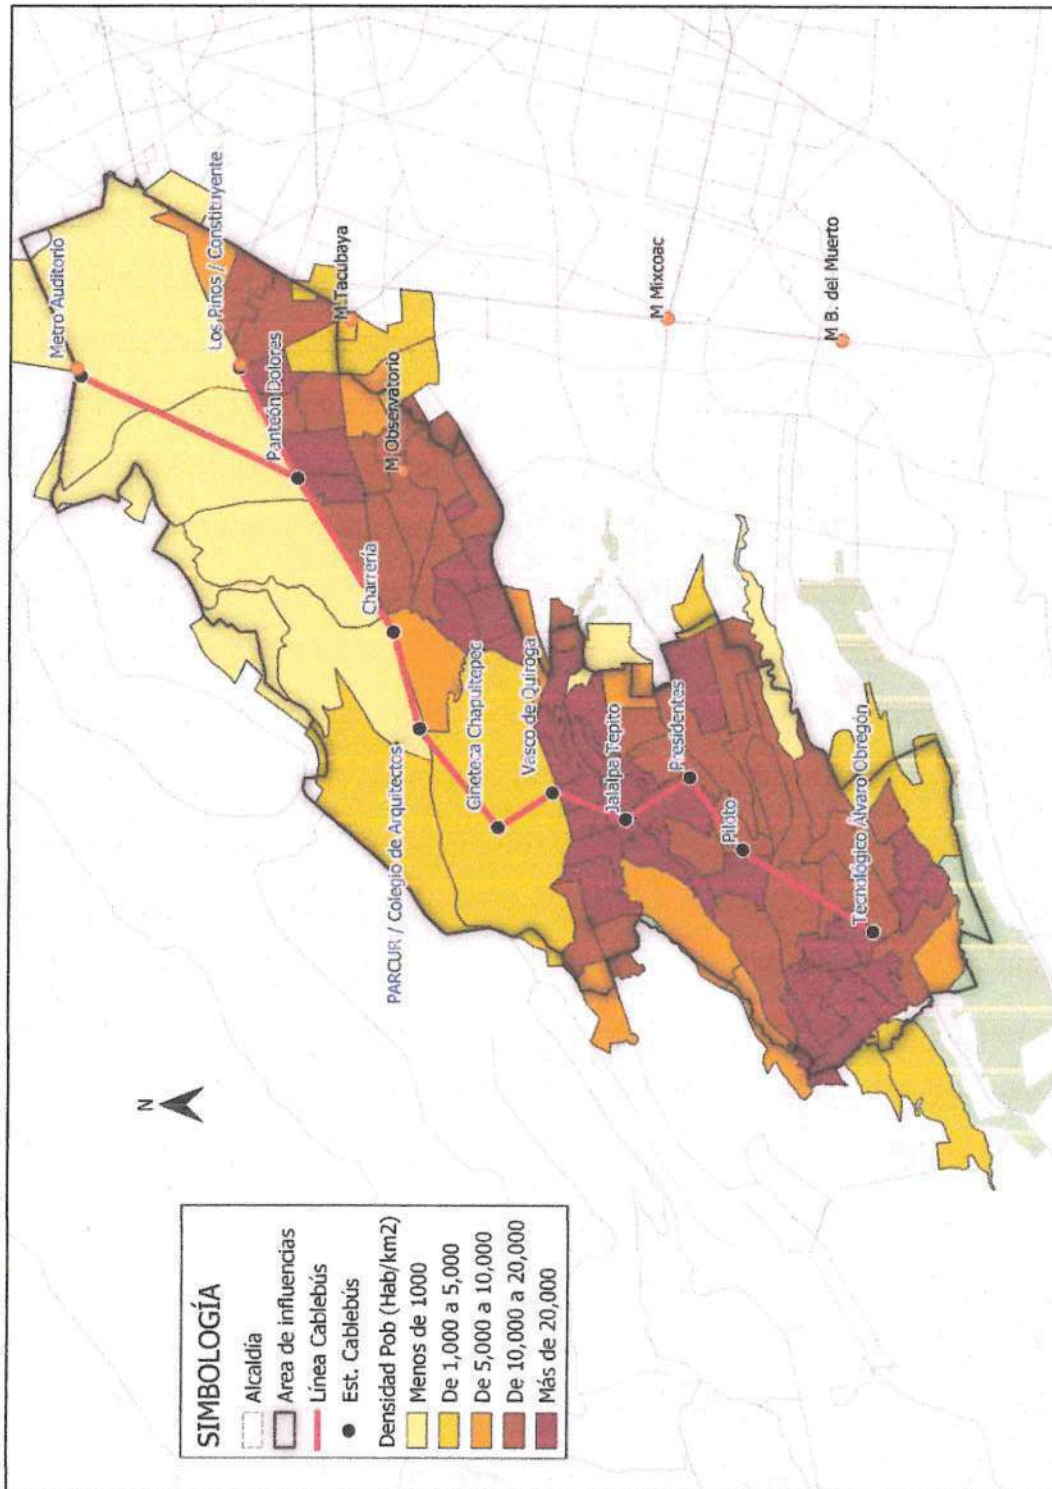 Metro Auditorio
Los Pinos / Constituyente
Panteón Dolores
M Tacubaya
M Observatorio
Charrería
M Mixcoac
M B. del Muerto
PARCUR / Colegio de Arquitectos
Cineteca Chapultepec
Vasco de Quiroga
Jalalpa Tepito
Presidentes
Piloto
Tecnológico Álvaro Obregón
N
SIMBOLOGÍA
Alcaldía
Area de influencias
Línea Cablebús
Est. Cablebús
Densidad Pob (Hab/km2)
Menos de 1000
De 1,000 a 5,000
De 5,000 a 10,000
De 10,000 a 20,000
Más de 20,000